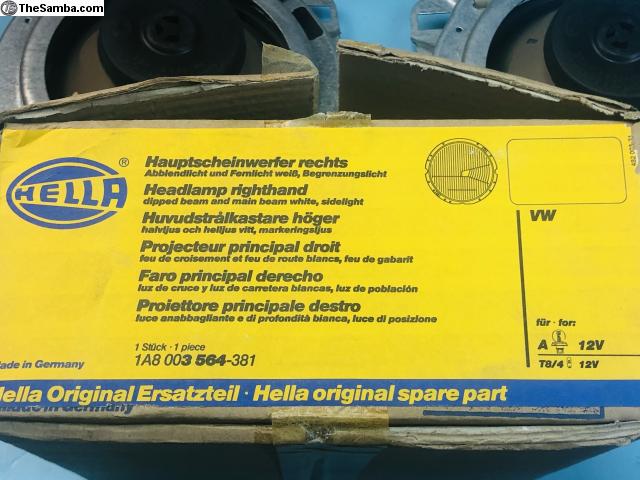 TheSamba.com
HELLA ®
Hauptscheinwerfer rechts
Abblendlicht und Fernlicht weiß, Begrenzungslicht
Headlamp righthand
dipped beam and main beam white, sidelight
Huvudstrålkastare höger
halvljus och helljus vitt, markeringsljus
Projecteur principal droit
feu de croisement et feu de route blancs, feu de gabarit
Faro principal derecho
luz de cruce y luz de carretera blancas, luz de población
Proiettore principale destro
luce anabbagliante e di profondità bianca, luce di posizione
1 Stück · 1 piece
1A8 003 564-381
Made in Germany
VW
für · for:
A 12V
T8/4 12V
Hella Original Ersatzteil · Hella original spare part
Made in Germany